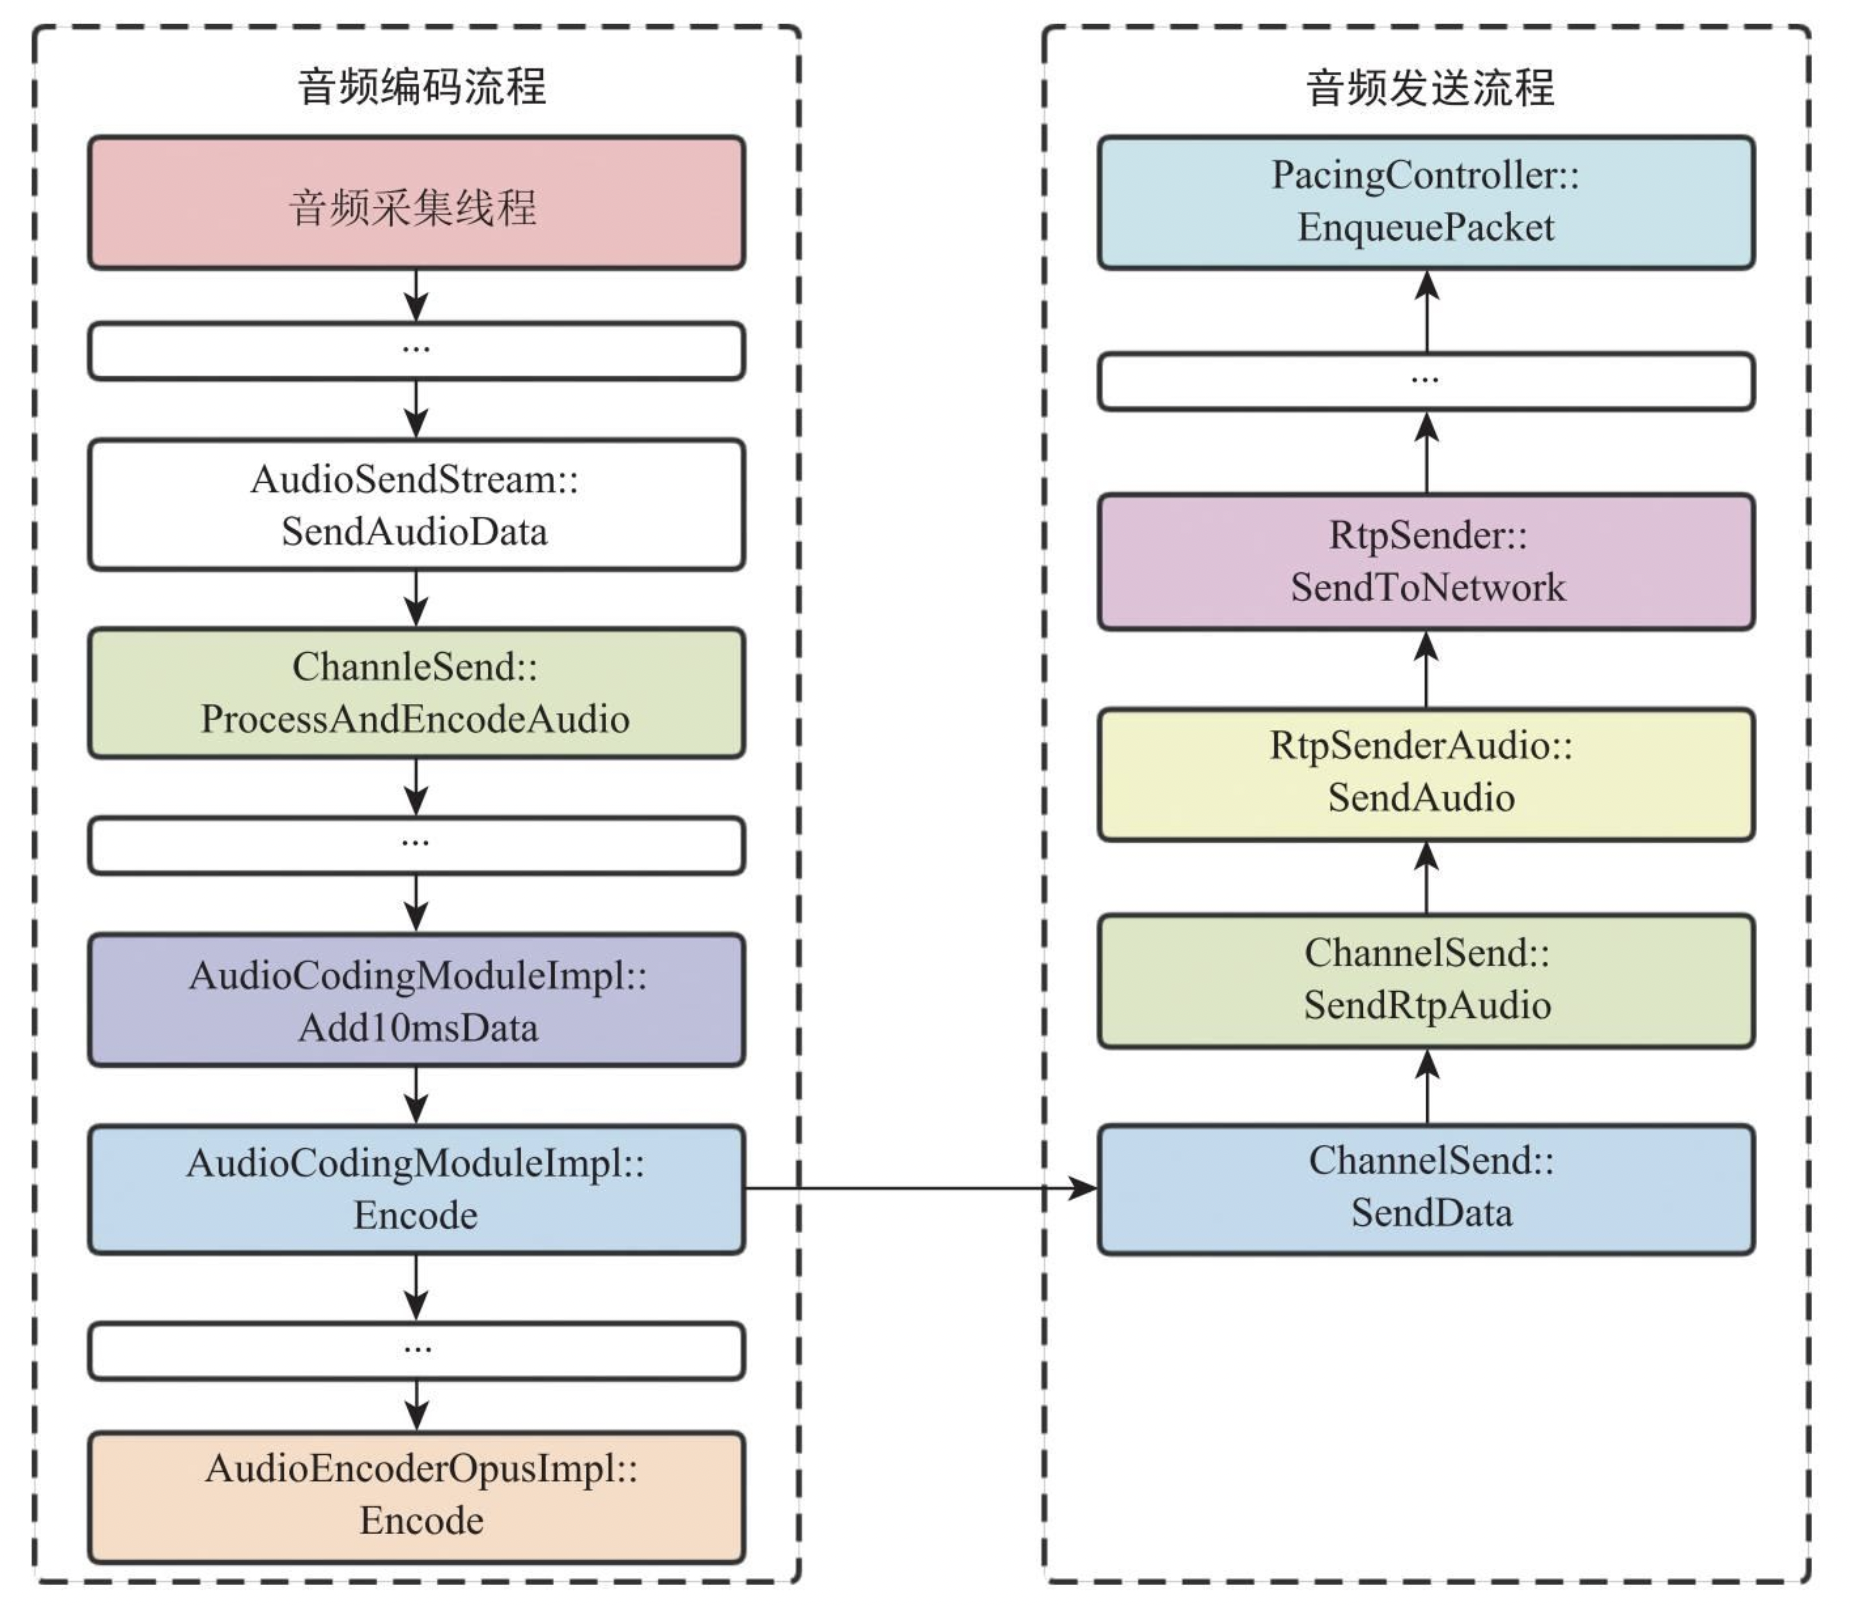 音频编码流程
音频采集线程
...
AudioSendStream::
SendAudioData
ChannleSend::
ProcessAndEncodeAudio
...
AudioCodingModuleImpl::
Add10msData
AudioCodingModuleImpl::
Encode
...
AudioEncoderOpusImpl::
Encode
音频发送流程
PacingController::
EnqueuePacket
...
RtpSender::
SendToNetwork
RtpSenderAudio::
SendAudio
ChannelSend::
SendRtpAudio
ChannelSend::
SendData